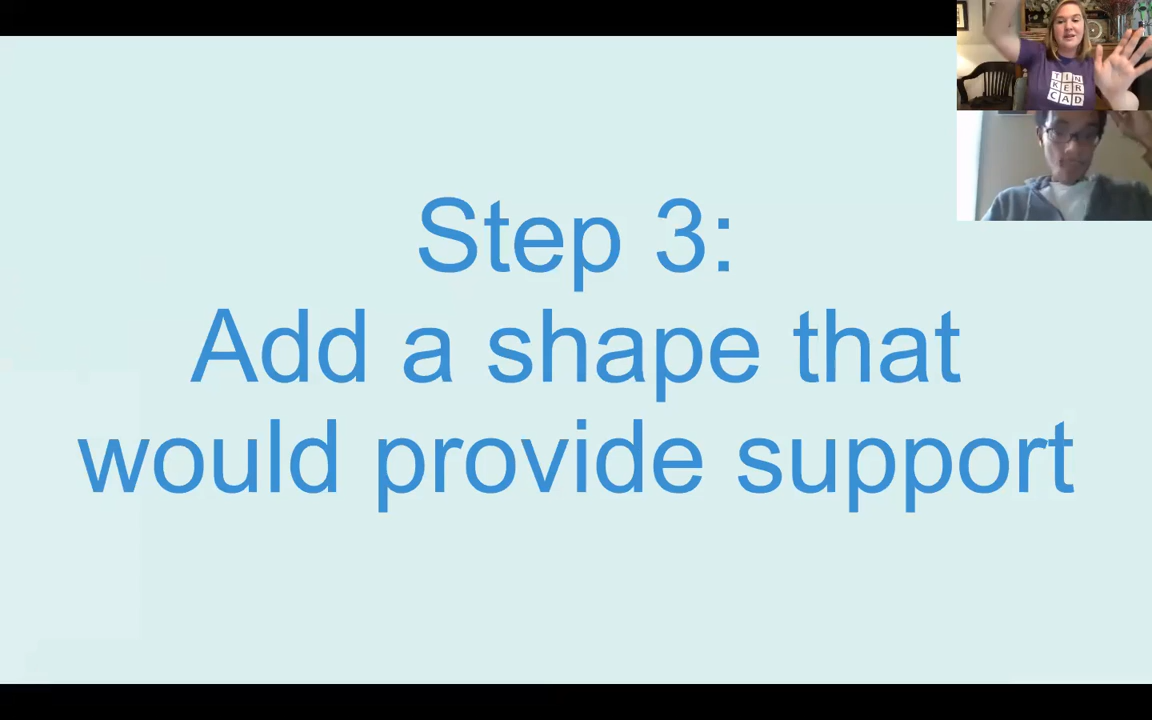 Step 3:
Add a shape that
would provide support
TIN
KER
CAD